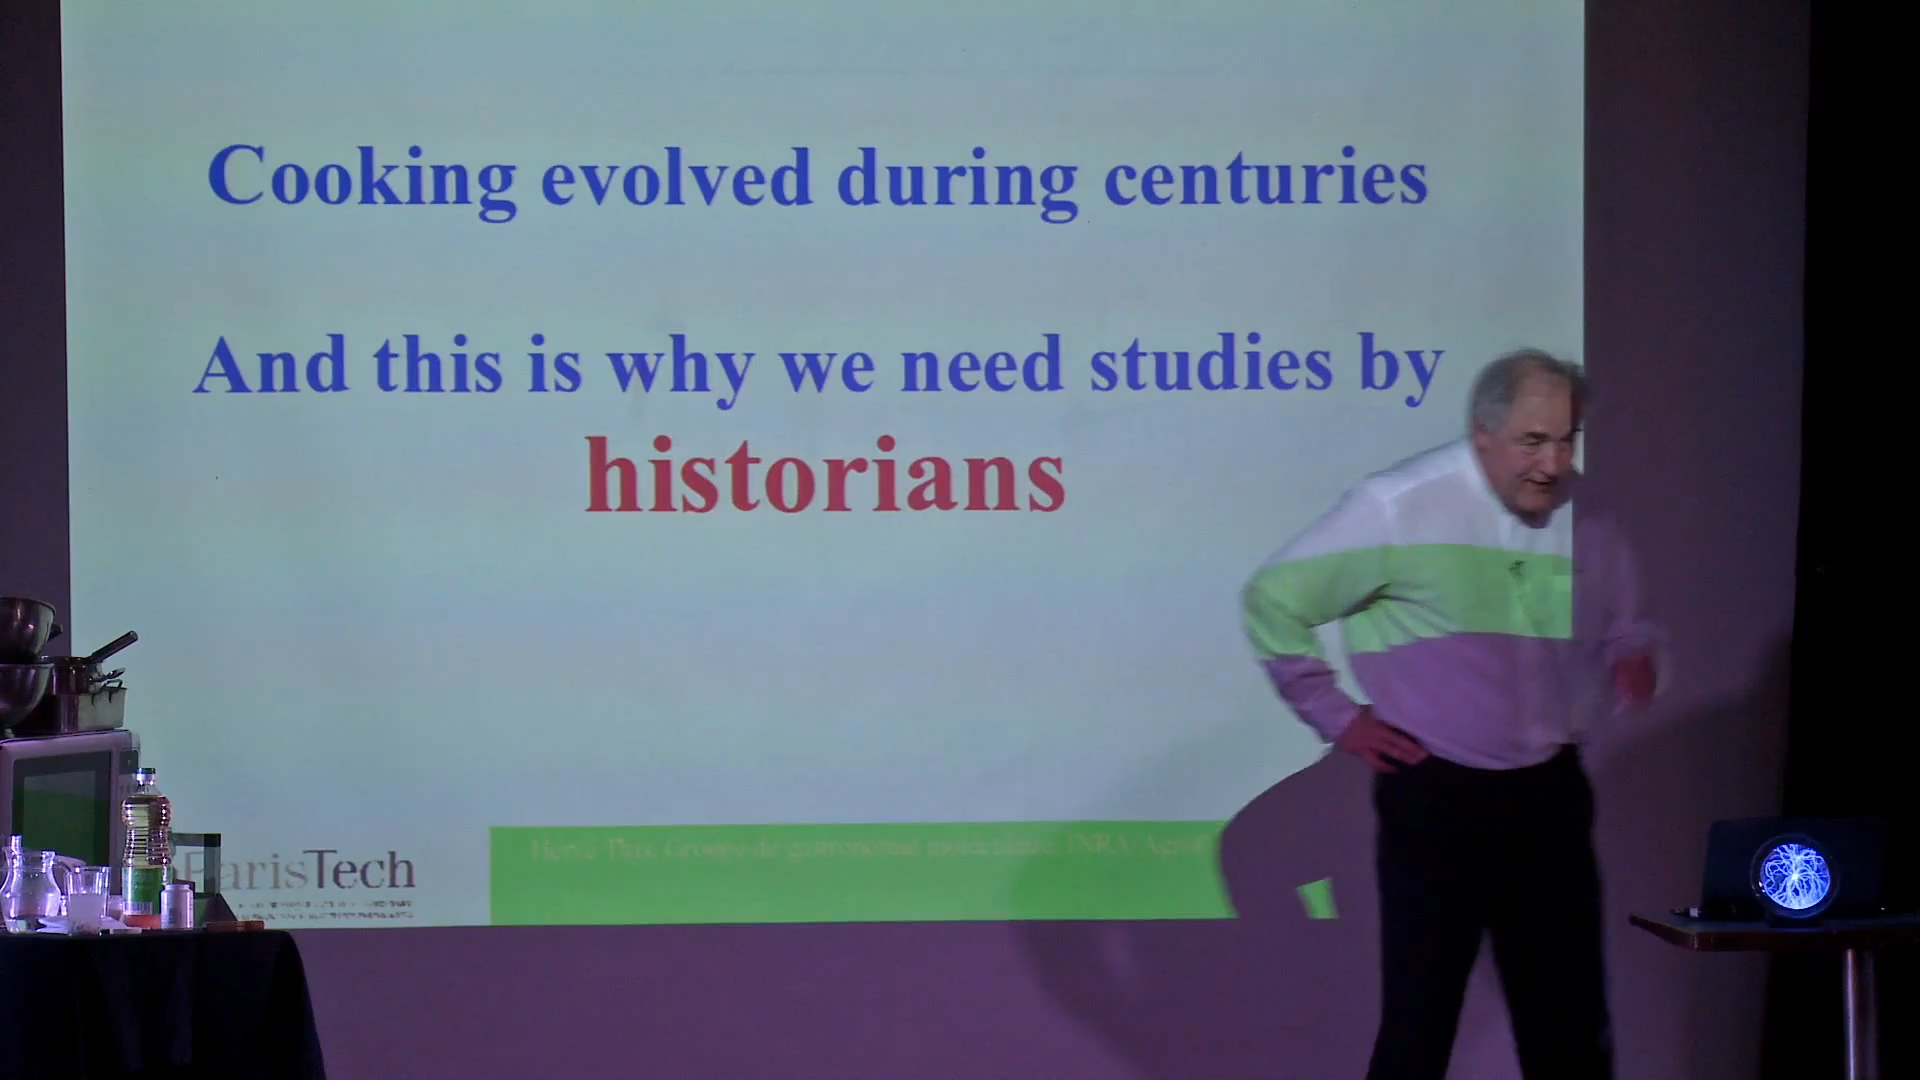 Cooking evolved during centuries
And this is why we need studies by
historians
ParisTech